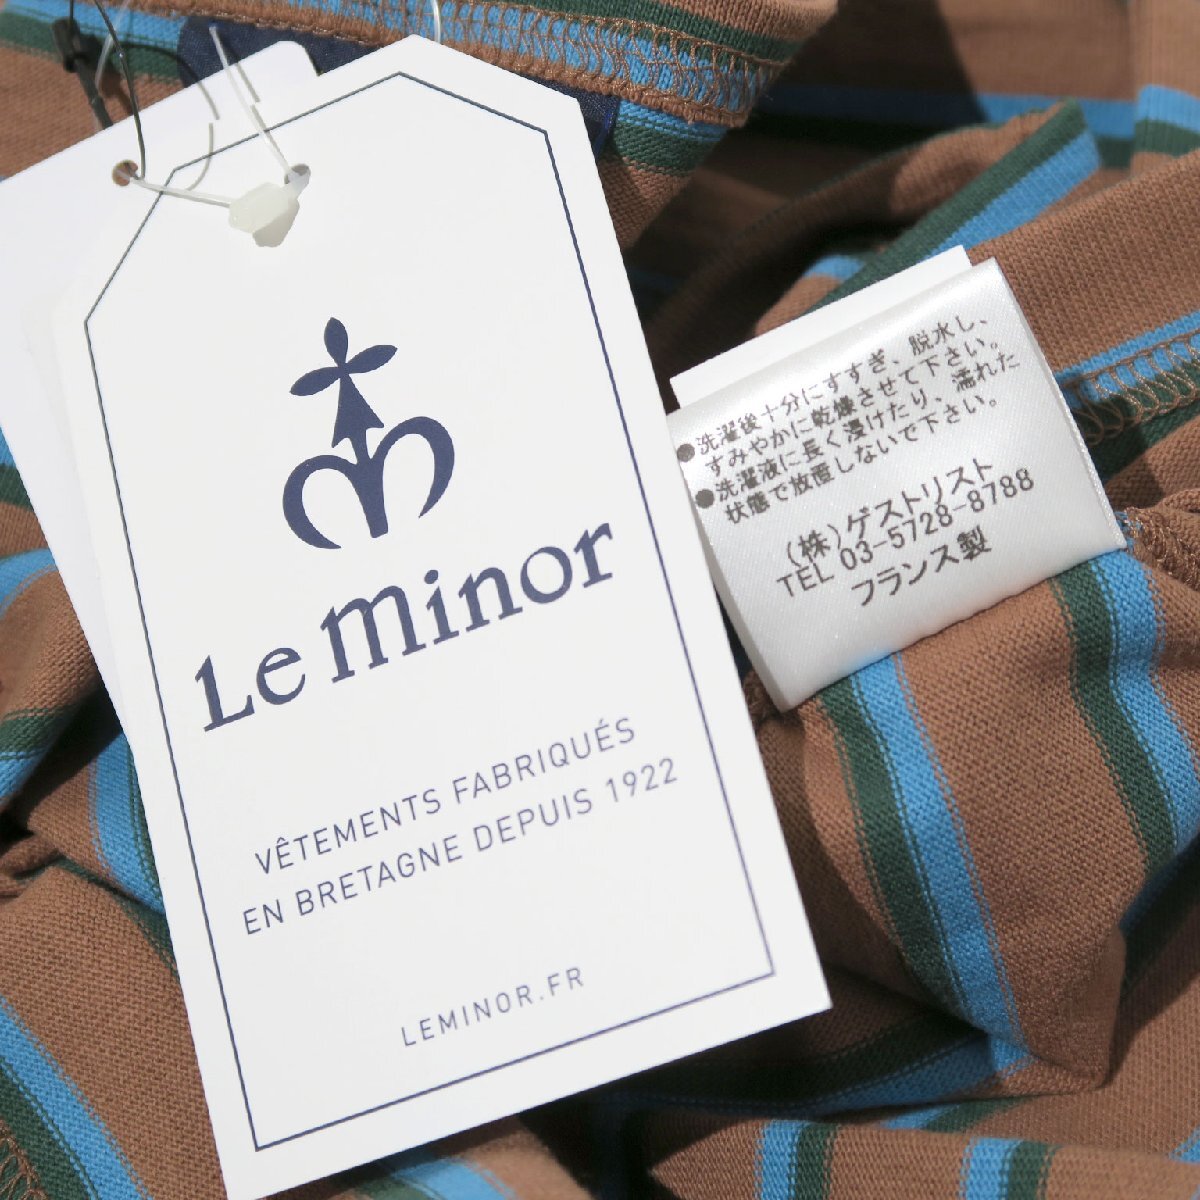 Le minor
VÊTEMENTS FABRIQUÉS
EN BRETAGNE DEPUIS 1922
LEMINOR.FR
●洗濯後十分にすすぎ、脱水し、
すみやかに乾燥させて下さい。
●洗濯液に長く浸けたり、濡れた
状態で放置しないで下さい。
(株)ゲストリスト
TEL 03-5728-8788
フランス製